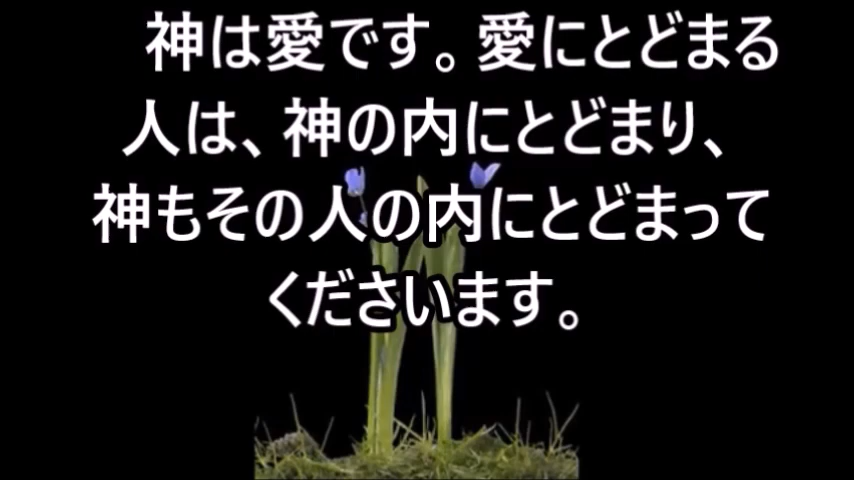 神は愛です。愛にとどまる
人は、神の内にとどまり、
神もその人の内にとどまって
くださいます。